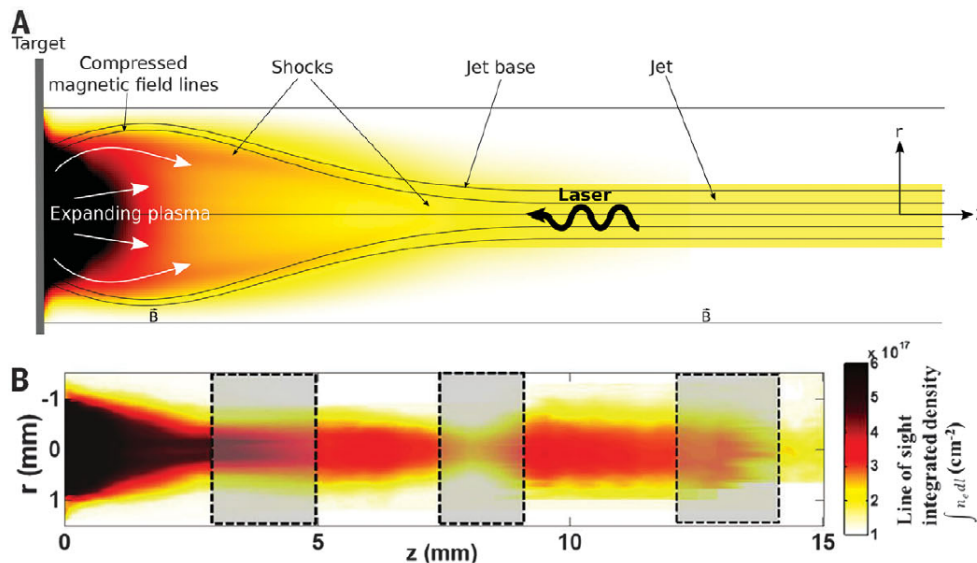 A
Target
Compressed
magnetic field lines
Shocks
Jet base
Jet
r
Laser
Expanding plasma
B⃗
B⃗
B
r (mm)
-1
0
1
0
5
10
15
z (mm)
x 10¹⁷
6
5
4
3
2
1
Line of sight
integrated density
∫ nₑ dl (cm⁻²)